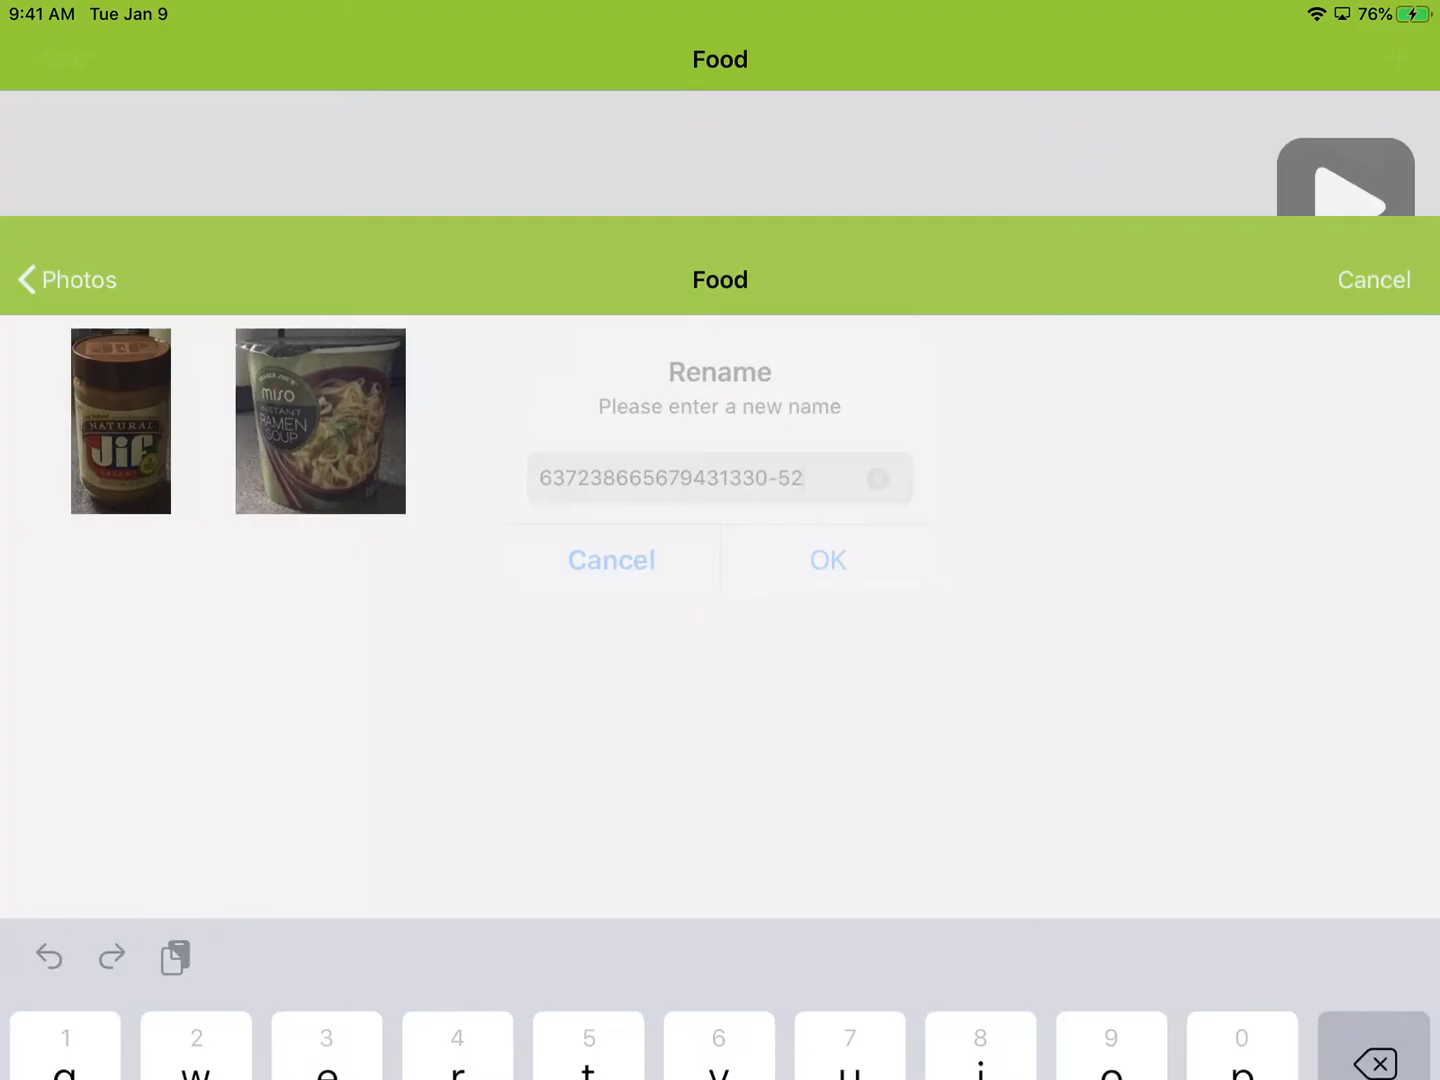 9:41 AM Tue Jan 9
76%
Food
Photos
Food
Cancel
NATURAL
Jif
miso
INSTANT
RAMEN
SOUP
Rename
Please enter a new name
637238665679431330-52
Cancel
OK
1 2 3 4 5 6 7 8 9 0
q w e r t y u i o p